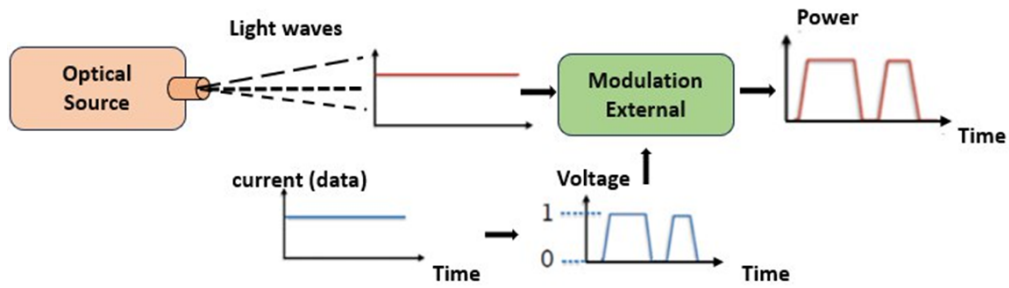 Light waves
Power
Optical
Source
Modulation
External
Time
current (data)
Voltage
1
0
Time
Time